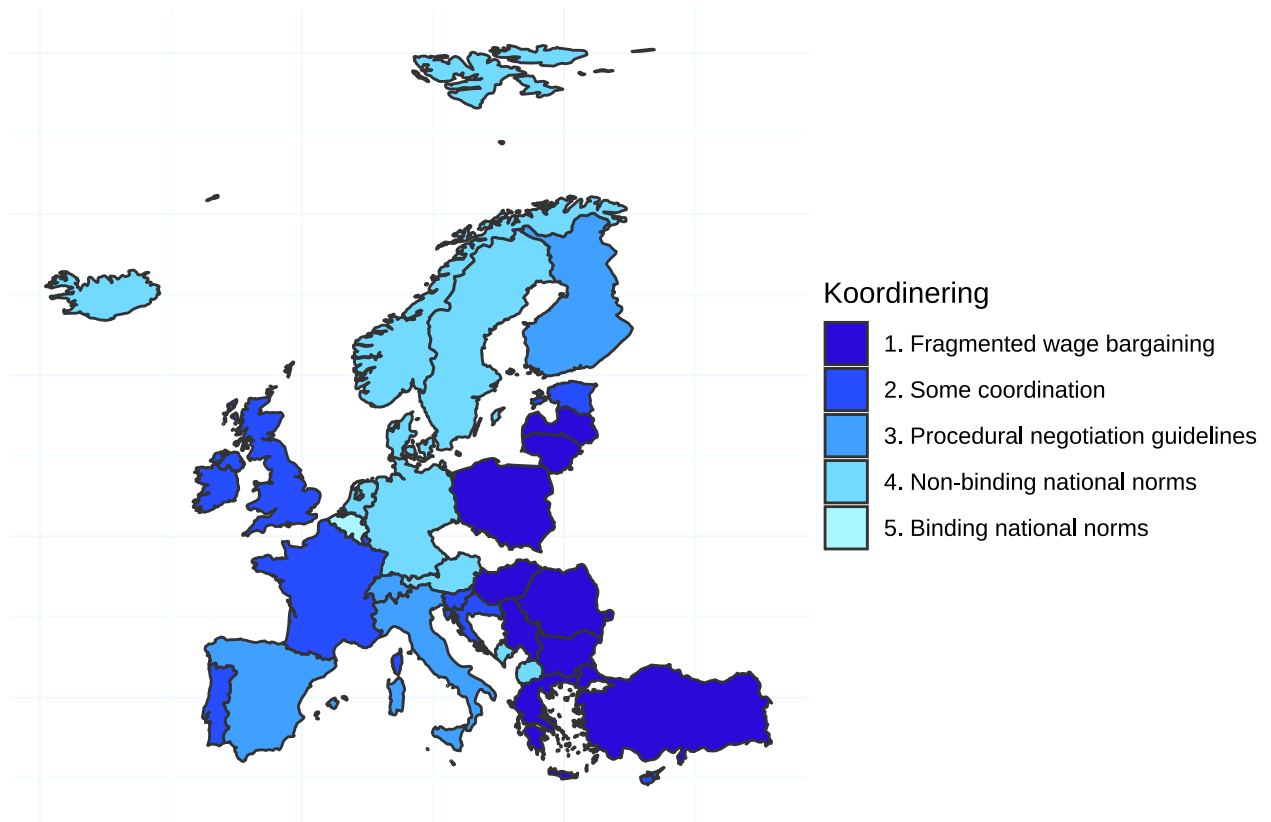 Koordinering
1. Fragmented wage bargaining
2. Some coordination
3. Procedural negotiation guidelines
4. Non-binding national norms
5. Binding national norms